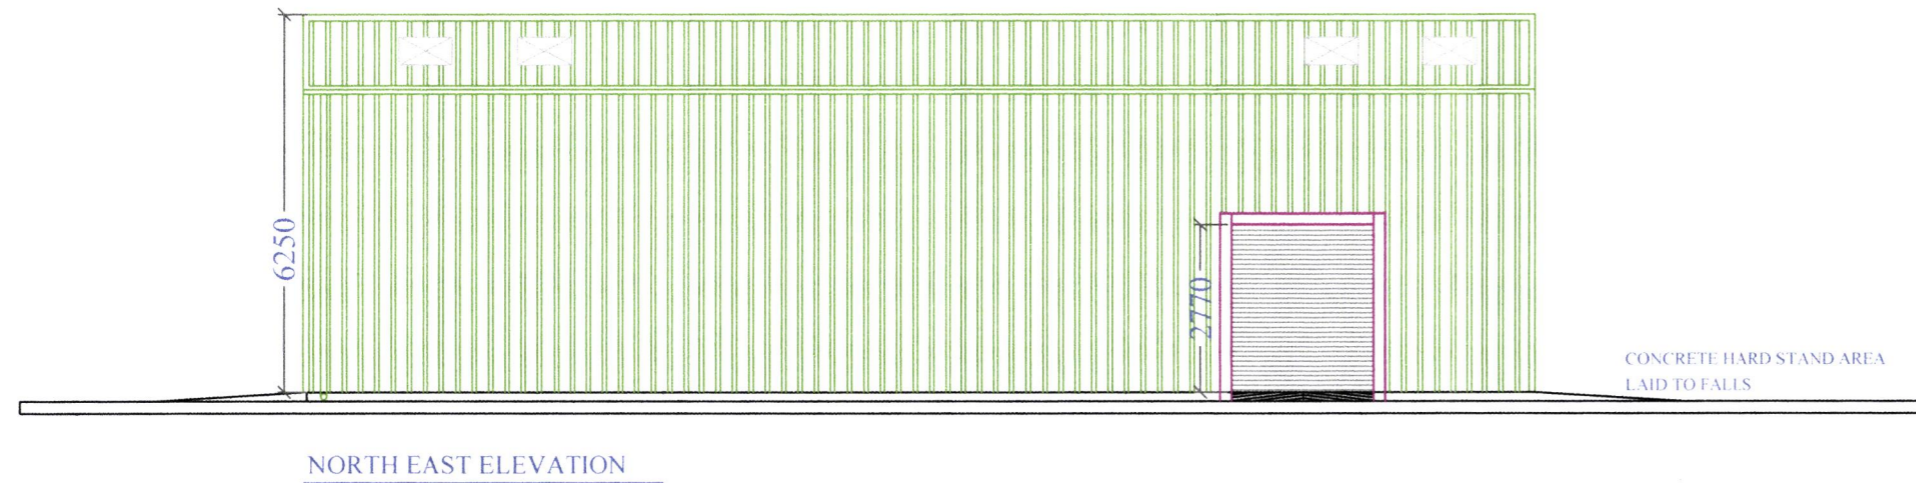 6250
2770
CONCRETE HARD STAND AREA
LAID TO FALLS
NORTH EAST ELEVATION